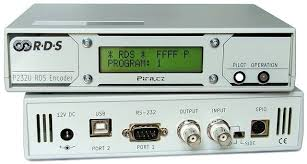 R·D·S
P232U RDS Encoder
* RDS * FFFF P
PROGRAM: 1
PILOT OPERATION
Pira.cz
12V DC
USB
RS-232
OUTPUT
INPUT
GPIO
PORT 2
PORT 1
SIDE